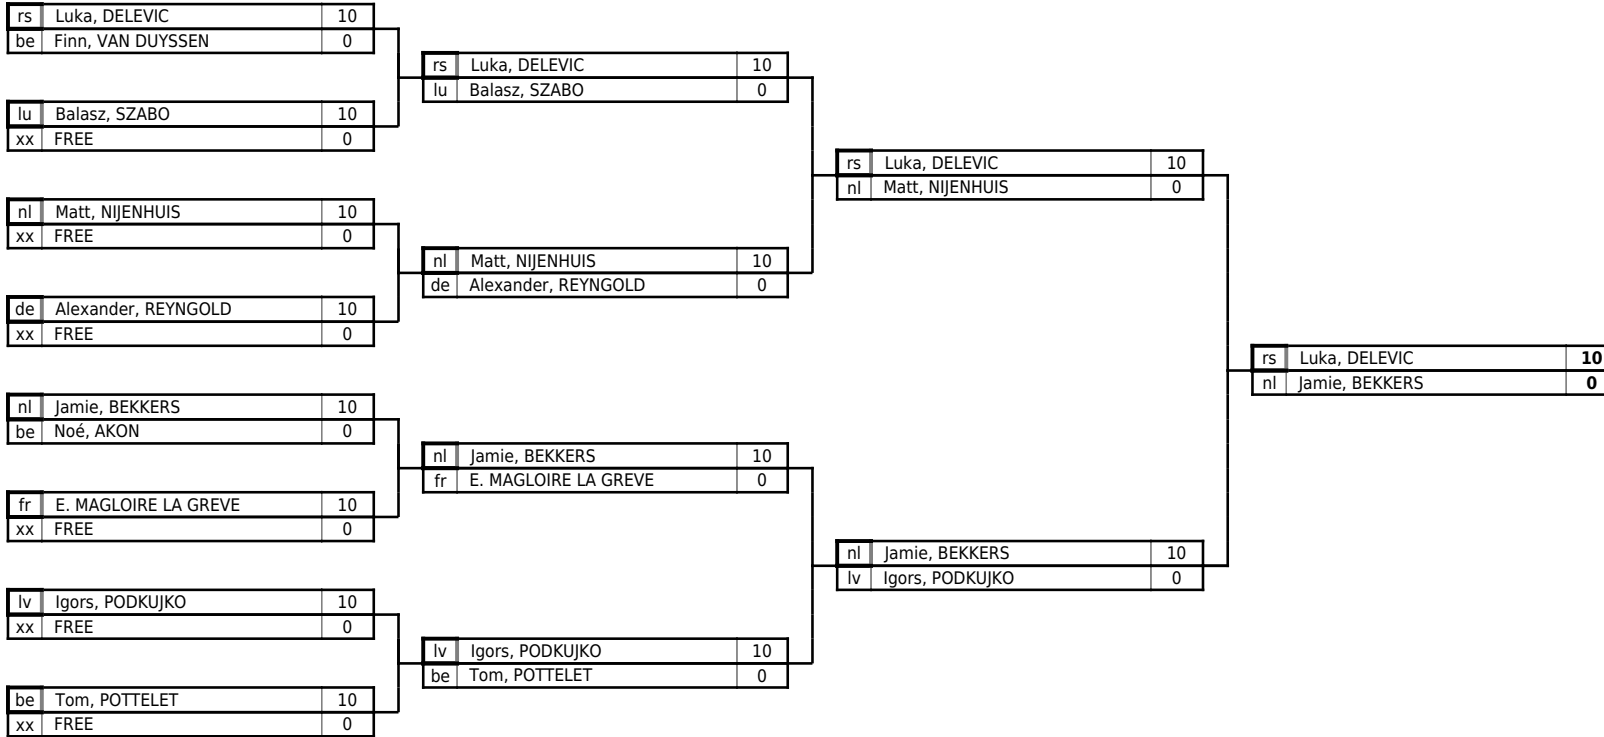 rs Luka, DELEVIC 10
be Finn, VAN DUYSSEN 0
lu Balasz, SZABO 10
xx FREE 0
nl Matt, NIJENHUIS 10
xx FREE 0
de Alexander, REYNGOLD 10
xx FREE 0
nl Jamie, BEKKERS 10
be Noé, AKON 0
fr E. MAGLOIRE LA GREVE 10
xx FREE 0
lv Igors, PODKUJKO 10
xx FREE 0
be Tom, POTTELET 10
xx FREE 0
rs Luka, DELEVIC 10
lu Balasz, SZABO 0
nl Matt, NIJENHUIS 10
de Alexander, REYNGOLD 0
nl Jamie, BEKKERS 10
fr E. MAGLOIRE LA GREVE 0
lv Igors, PODKUJKO 10
be Tom, POTTELET 0
rs Luka, DELEVIC 10
nl Matt, NIJENHUIS 0
nl Jamie, BEKKERS 10
lv Igors, PODKUJKO 0
rs Luka, DELEVIC 10
nl Jamie, BEKKERS 0